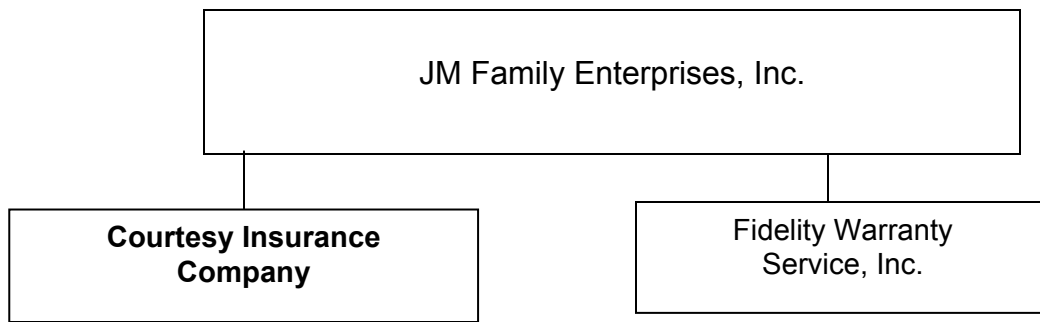 JM Family Enterprises, Inc.
Courtesy Insurance
Company
Fidelity Warranty
Service, Inc.